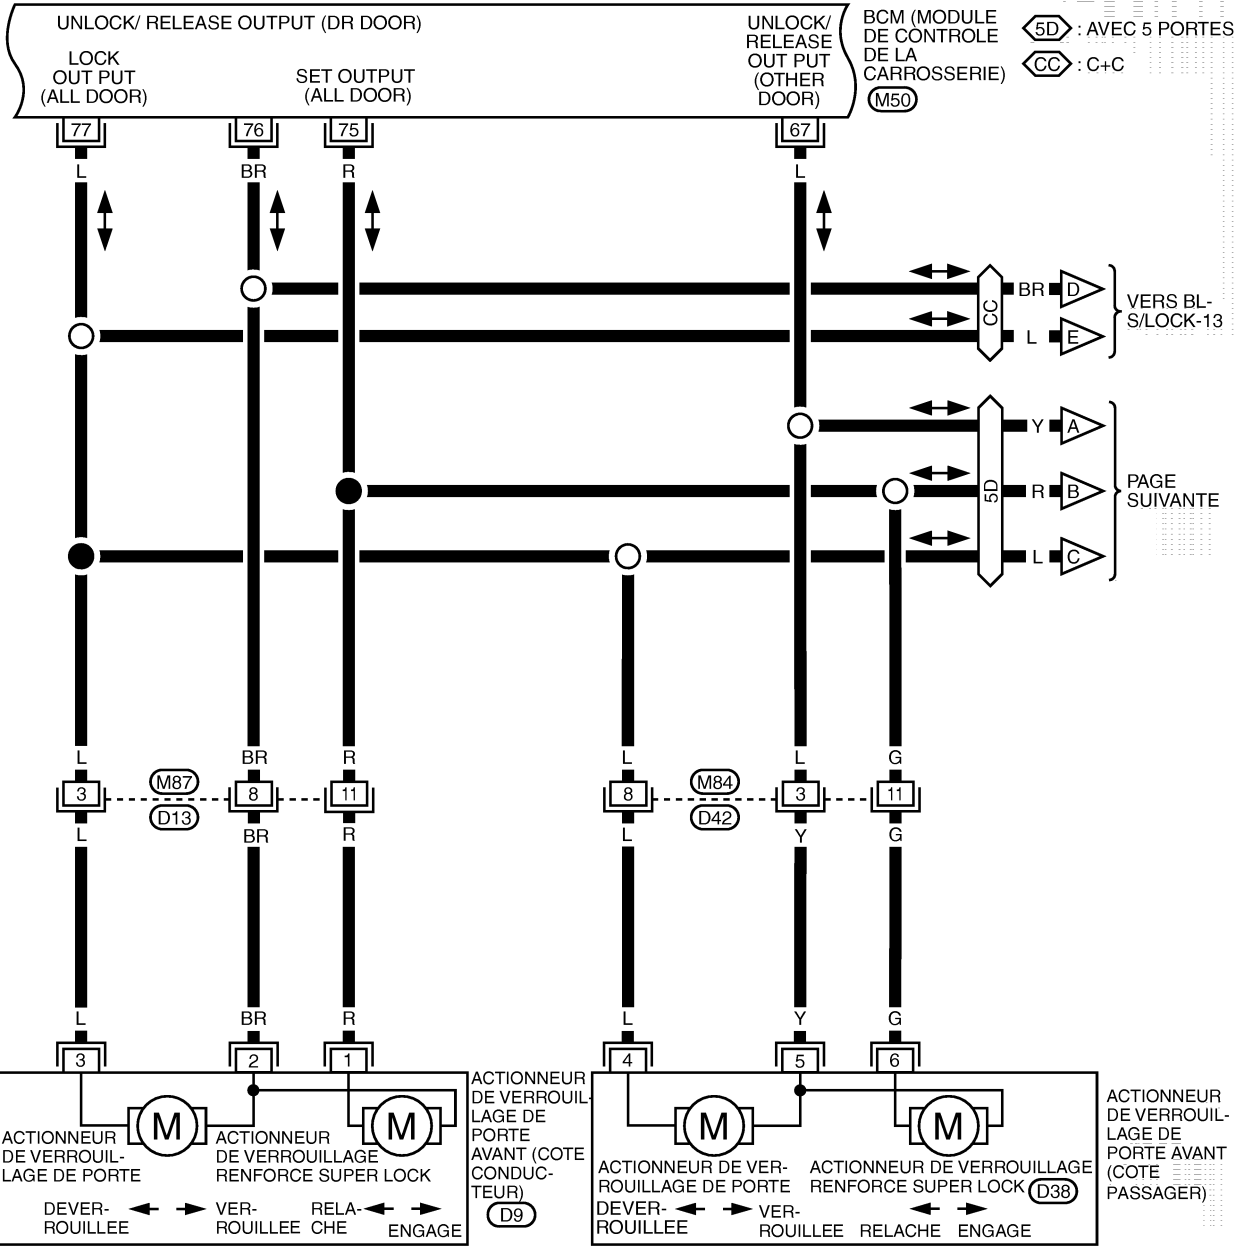 UNLOCK/ RELEASE OUTPUT (DR DOOR)
LOCK
OUT PUT
(ALL DOOR)
SET OUTPUT
(ALL DOOR)
UNLOCK/
RELEASE
OUT PUT
(OTHER
DOOR)
BCM (MODULE
DE CONTROLE
DE LA
CARROSSERIE)
M50
5D : AVEC 5 PORTES
CC : C+C
77 76 75 67
L BR R L
CC
BR D
L E
VERS BL-
S/LOCK-13
5D
Y A
R B
L C
PAGE
SUIVANTE
L BR R L L G
3 M87 8 11 8 M84 3 11
D13 D42
L BR R L Y G
L BR R L Y G
3 2 1 4 5 6
M M M M
ACTIONNEUR
DE VERROUIL-
LAGE DE PORTE
ACTIONNEUR
DE VERROUILLAGE
RENFORCE SUPER LOCK
DEVER-
ROUILLEE
VER-
ROUILLEE
RELA-
CHE
ENGAGE
ACTIONNEUR
DE VERROUIL-
LAGE DE
PORTE
AVANT (COTE
CONDUC-
TEUR)
D9
ACTIONNEUR DE VER-
ROUILLAGE DE PORTE
ACTIONNEUR DE VERROUILLAGE
RENFORCE SUPER LOCK
D38
DEVER-
ROUILLEE
VER-
ROUILLEE
RELACHE
ENGAGE
ACTIONNEUR
DE VERROUIL-
LAGE DE
PORTE AVANT
(COTE
PASSAGER)